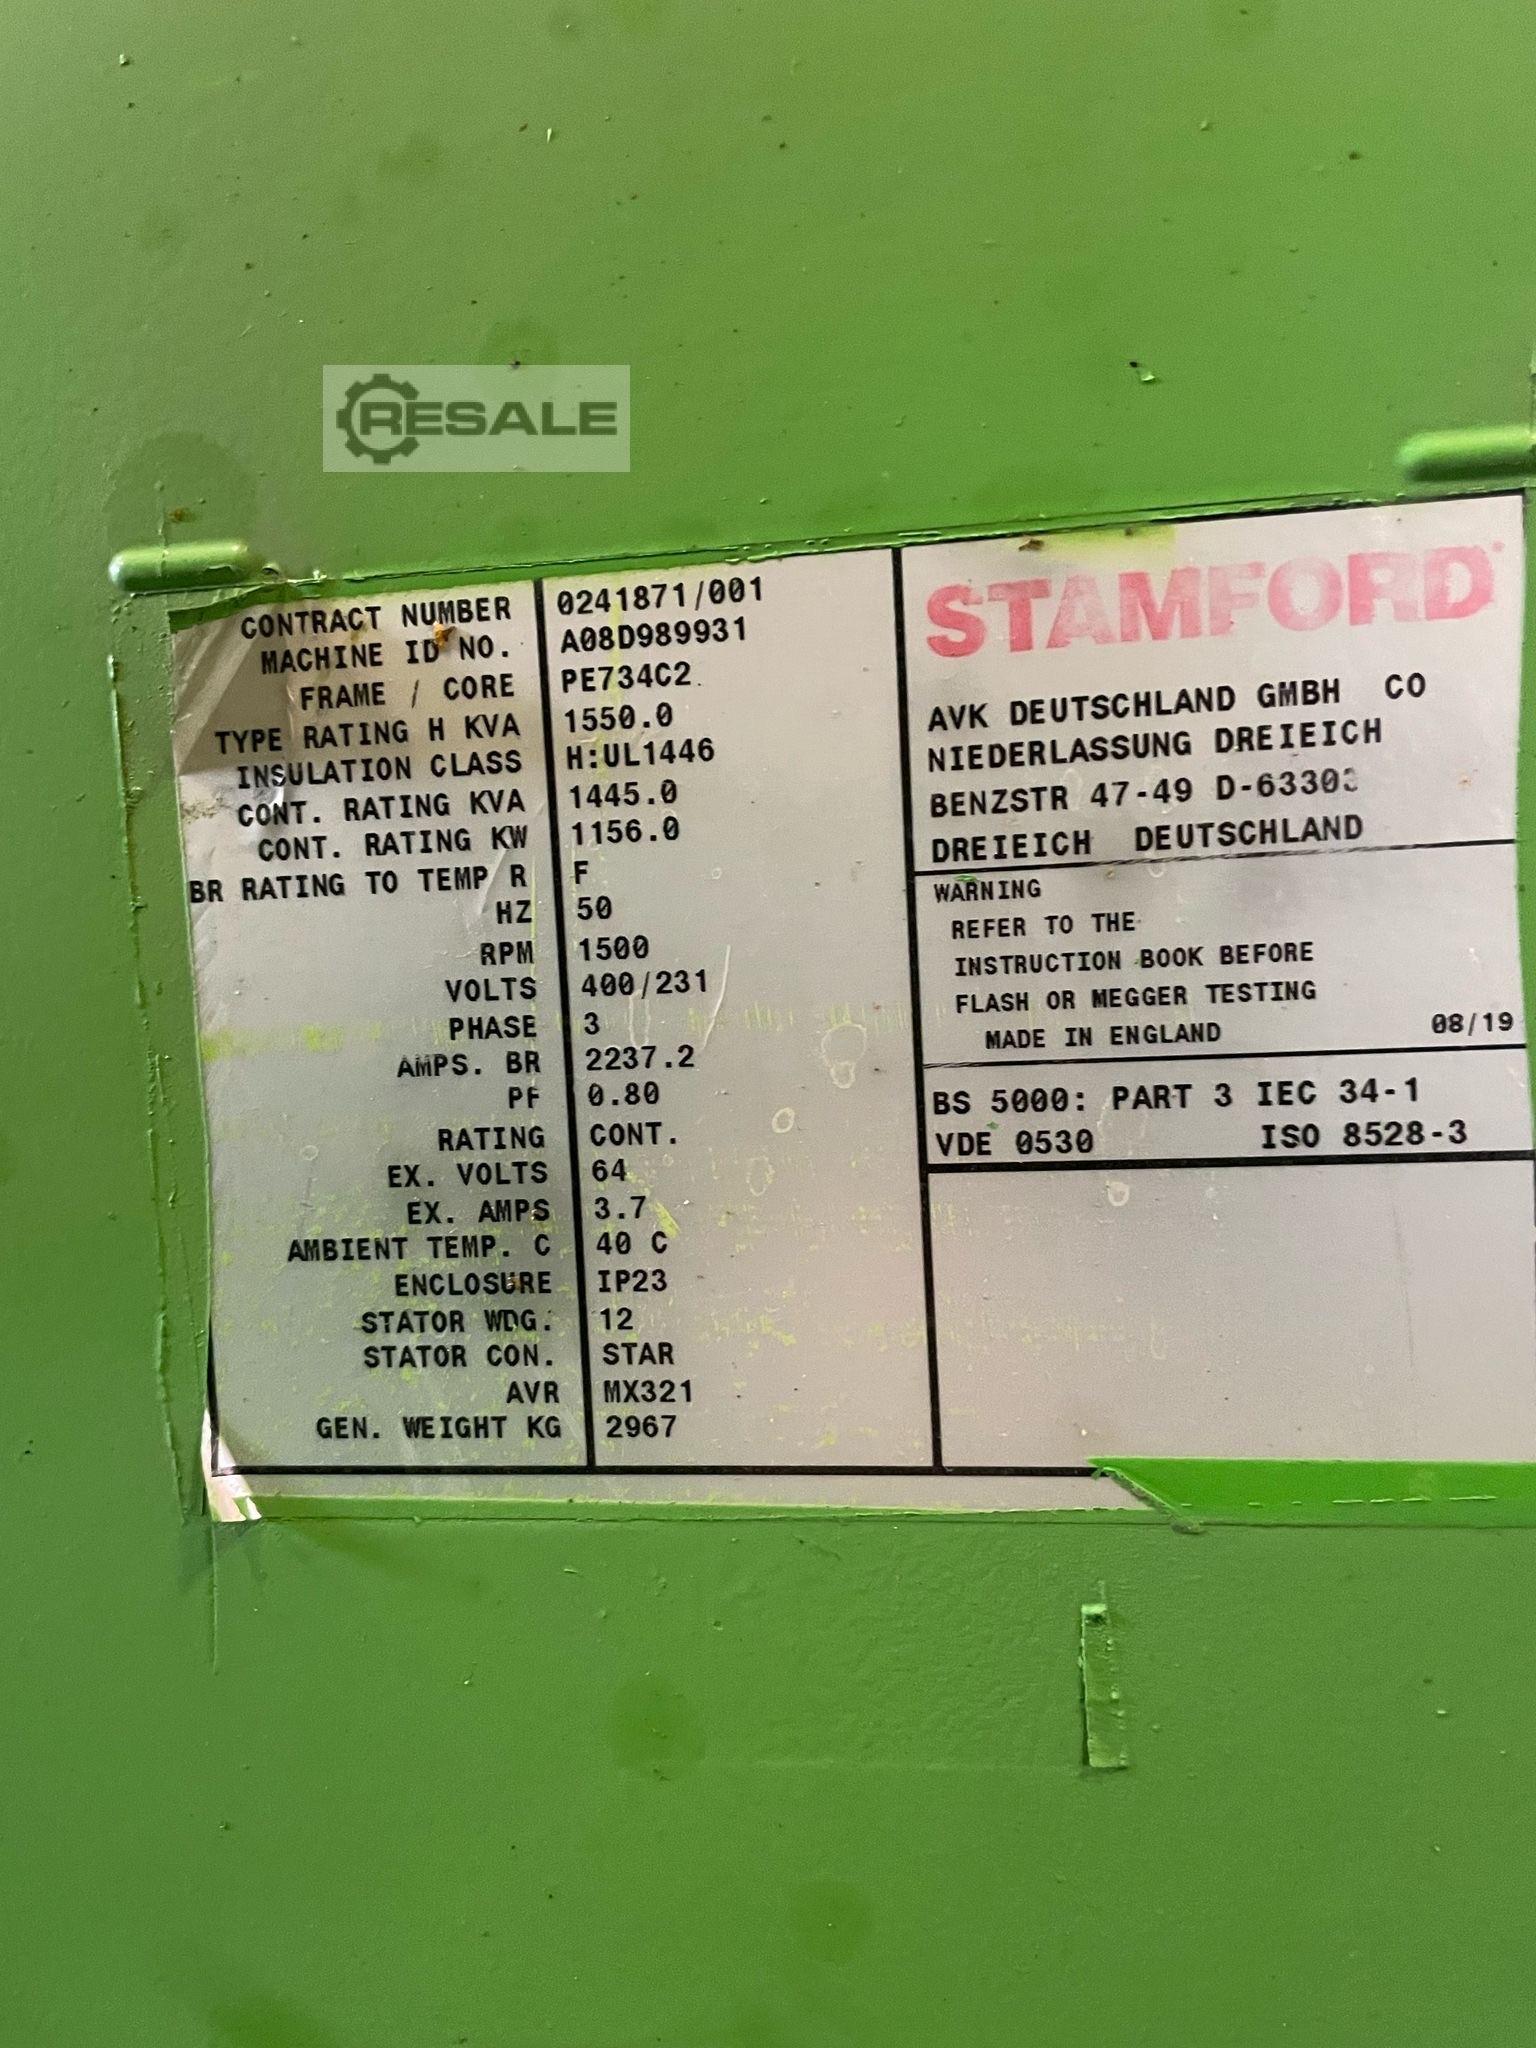 RESALE
CONTRACT NUMBER 0241871/001
MACHINE ID NO. A08D989931
FRAME / CORE PE734C2
TYPE RATING H KVA 1550.0
INSULATION CLASS H:UL1446
CONT. RATING KVA 1445.0
CONT. RATING KW 1156.0
BR RATING TO TEMP R F
HZ 50
RPM 1500
VOLTS 400/231
PHASE 3
AMPS. BR 2237.2
PF 0.80
RATING CONT.
EX. VOLTS 64
EX. AMPS 3.7
AMBIENT TEMP. C 40 C
ENCLOSURE IP23
STATOR WDG. 12
STATOR CON. STAR
AVR MX321
GEN. WEIGHT KG 2967
STAMFORD
AVK DEUTSCHLAND GMBH CO
NIEDERLASSUNG DREIEICH
BENZSTR 47-49 D-63303
DREIEICH DEUTSCHLAND
WARNING
REFER TO THE
INSTRUCTION BOOK BEFORE
FLASH OR MEGGER TESTING
MADE IN ENGLAND 08/19
BS 5000: PART 3 IEC 34-1
VDE 0530 ISO 8528-3